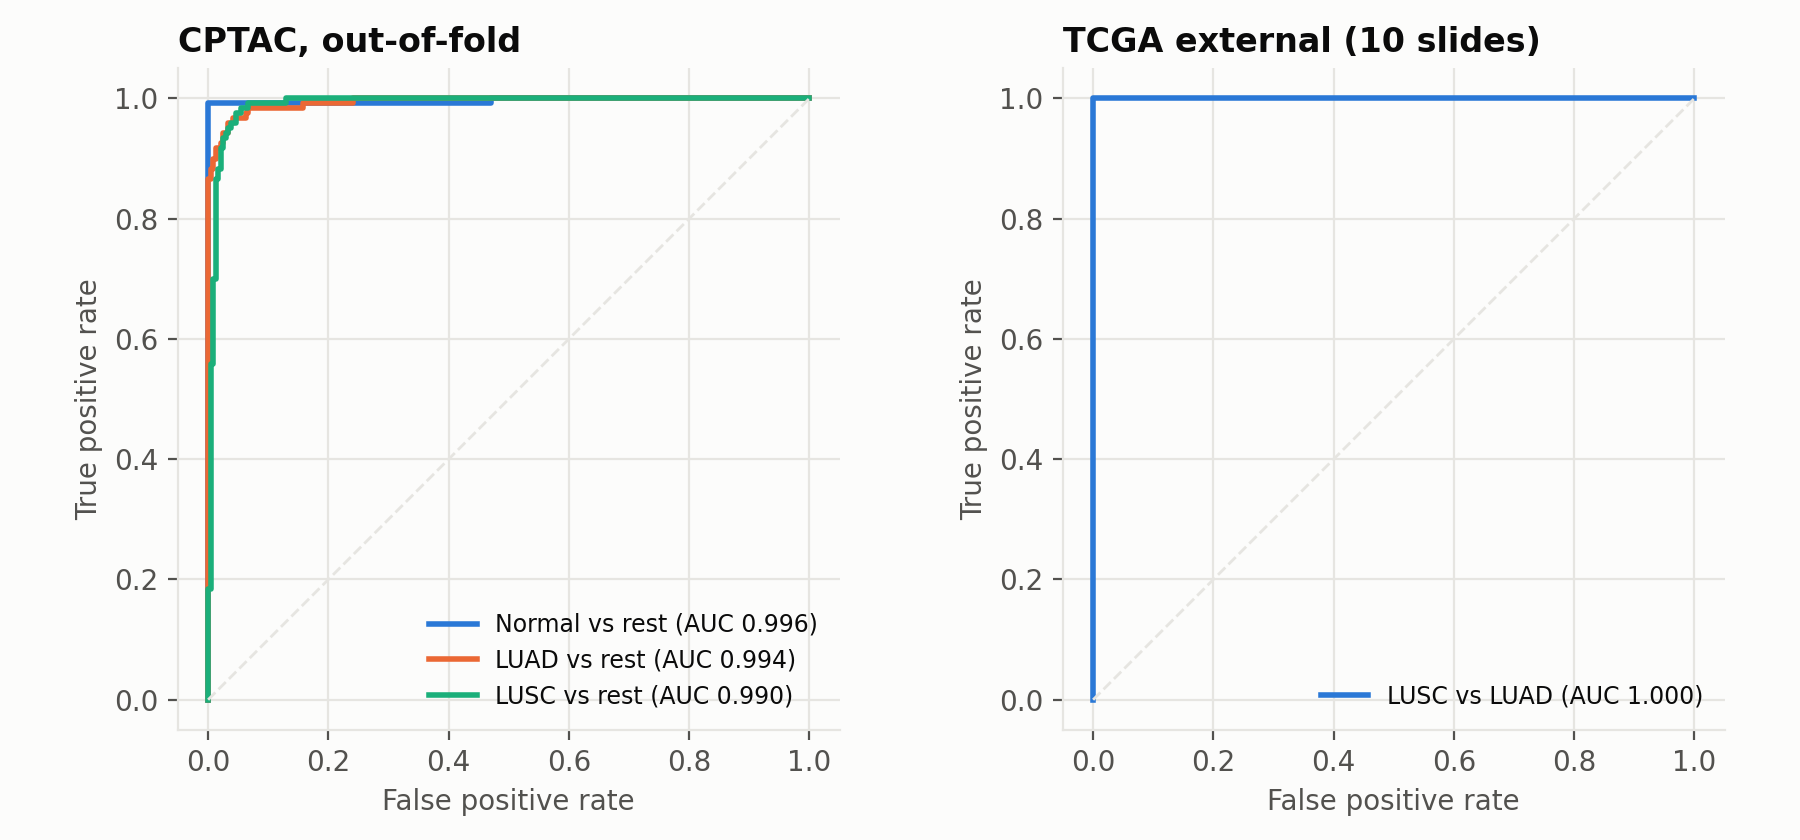 CPTAC, out-of-fold
True positive rate
1.0
0.8
0.6
0.4
0.2
0.0
Normal vs rest (AUC 0.996)
LUAD vs rest (AUC 0.994)
LUSC vs rest (AUC 0.990)
0.0 0.2 0.4 0.6 0.8 1.0
False positive rate
TCGA external (10 slides)
True positive rate
1.0
0.8
0.6
0.4
0.2
0.0
LUSC vs LUAD (AUC 1.000)
0.0 0.2 0.4 0.6 0.8 1.0
False positive rate